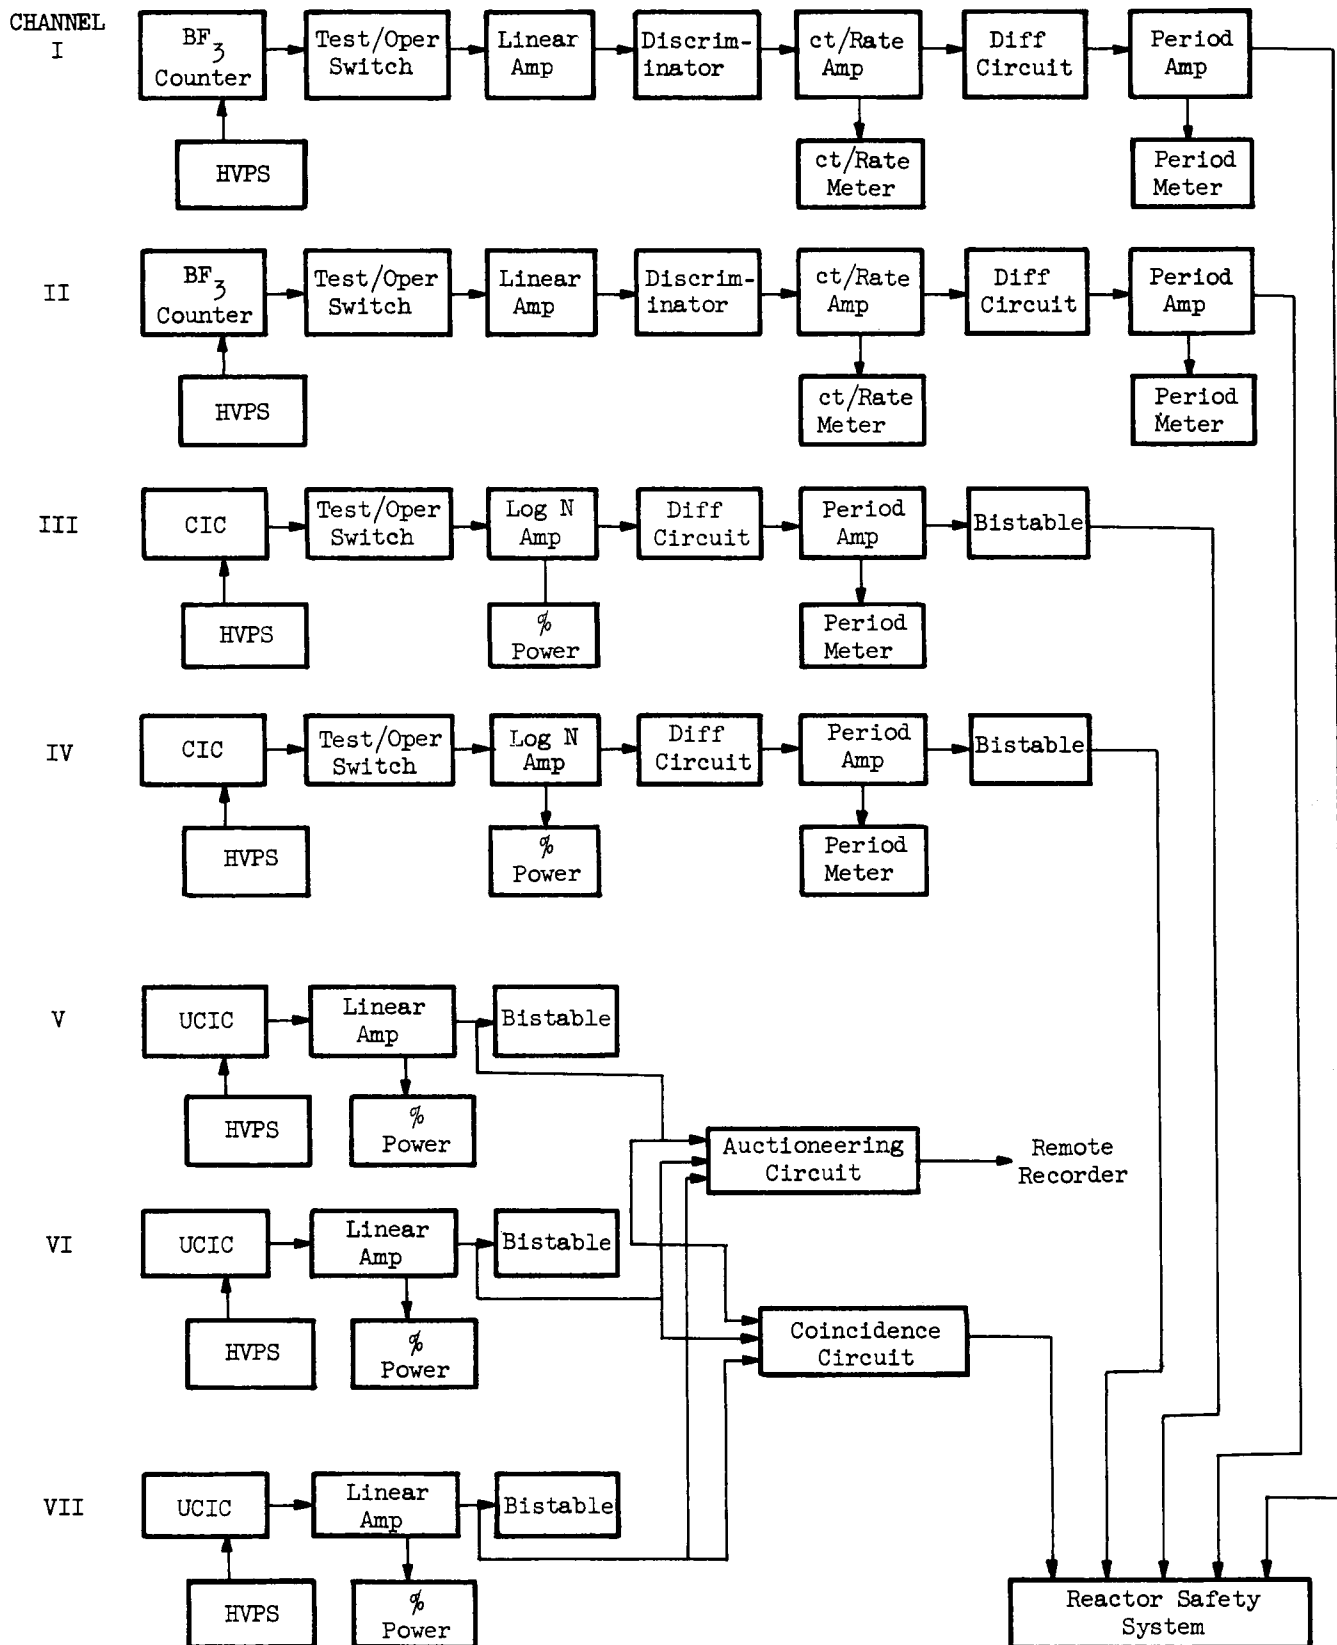 CHANNEL
I
BF3
Counter
Test/Oper
Switch
Linear
Amp
Discrim-
inator
ct/Rate
Amp
Diff
Circuit
Period
Amp
HVPS
ct/Rate
Meter
Period
Meter
II
BF3
Counter
Test/Oper
Switch
Linear
Amp
Discrim-
inator
ct/Rate
Amp
Diff
Circuit
Period
Amp
HVPS
ct/Rate
Meter
Period
Meter
III
CIC
Test/Oper
Switch
Log N
Amp
Diff
Circuit
Period
Amp
Bistable
HVPS
%
Power
Period
Meter
IV
CIC
Test/Oper
Switch
Log N
Amp
Diff
Circuit
Period
Amp
Bistable
HVPS
%
Power
Period
Meter
V
UCIC
Linear
Amp
Bistable
HVPS
%
Power
Auctioneering
Circuit
Remote
Recorder
VI
UCIC
Linear
Amp
Bistable
HVPS
%
Power
Coincidence
Circuit
VII
UCIC
Linear
Amp
Bistable
HVPS
%
Power
Reactor Safety
System